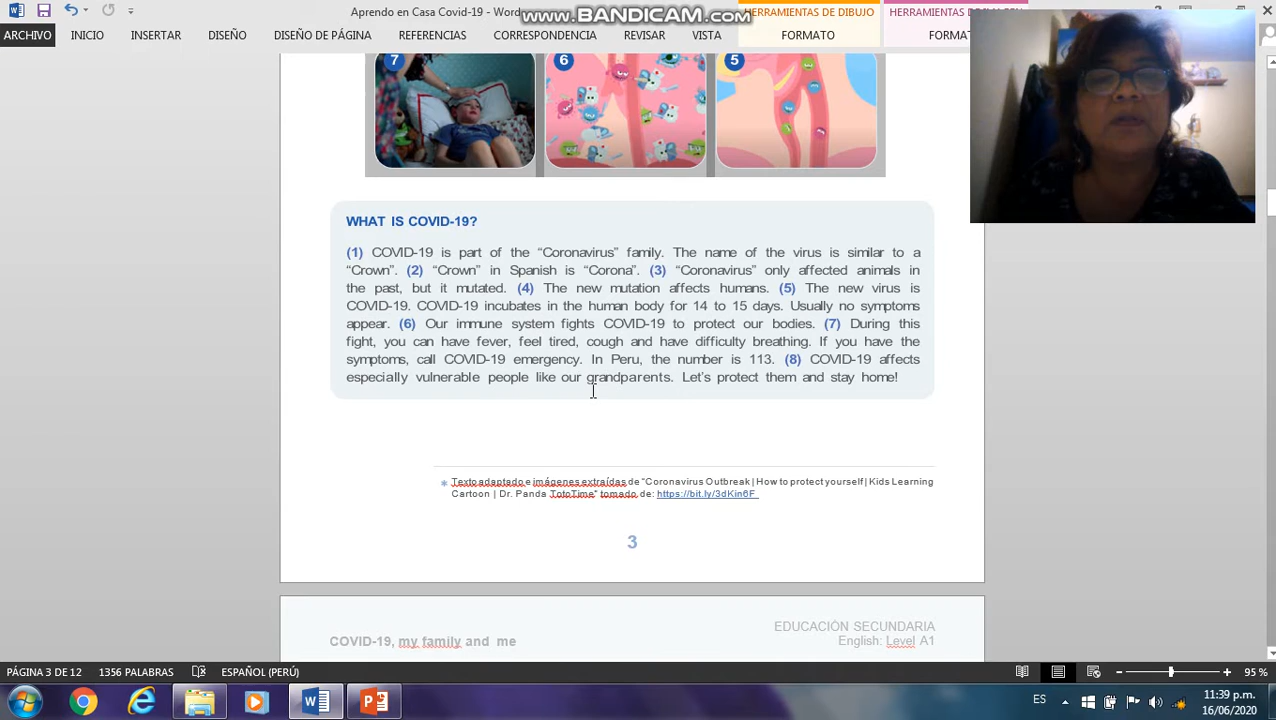 Aprendo en Casa Covid-19 - Word
www.BANDICAM.com
HERRAMIENTAS DE DIBUJO
HERRAMIENTAS
ARCHIVO INICIO INSERTAR DISEÑO DISEÑO DE PÁGINA REFERENCIAS CORRESPONDENCIA REVISAR VISTA FORMATO
7 6 5
WHAT IS COVID-19?
(1) COVID-19 is part of the “Coronavirus” family. The name of the virus is similar to a
“Crown”. (2) “Crown” in Spanish is “Corona”. (3) “Coronavirus” only affected animals in
the past, but it mutated. (4) The new mutation affects humans. (5) The new virus is
COVID-19. COVID-19 incubates in the human body for 14 to 15 days. Usually no symptoms
appear. (6) Our immune system fights COVID-19 to protect our bodies. (7) During this
fight, you can have fever, feel tired, cough and have difficulty breathing. If you have the
symptoms, call COVID-19 emergency. In Peru, the number is 113. (8) COVID-19 affects
especially vulnerable people like our grandparents. Let’s protect them and stay home!
* Texto adaptado e imágenes extraídas de “Coronavirus Outbreak | How to protect yourself | Kids Learning
Cartoon | Dr. Panda TotoTime” tomado de: https://bit.ly/3dKin6F
3
EDUCACIÓN SECUNDARIA
COVID-19, my family and me
English: Level A1
PÁGINA 3 DE 12 1356 PALABRAS ESPAÑOL (PERÚ) 95 %
ES
11:39 p.m.
16/06/2020